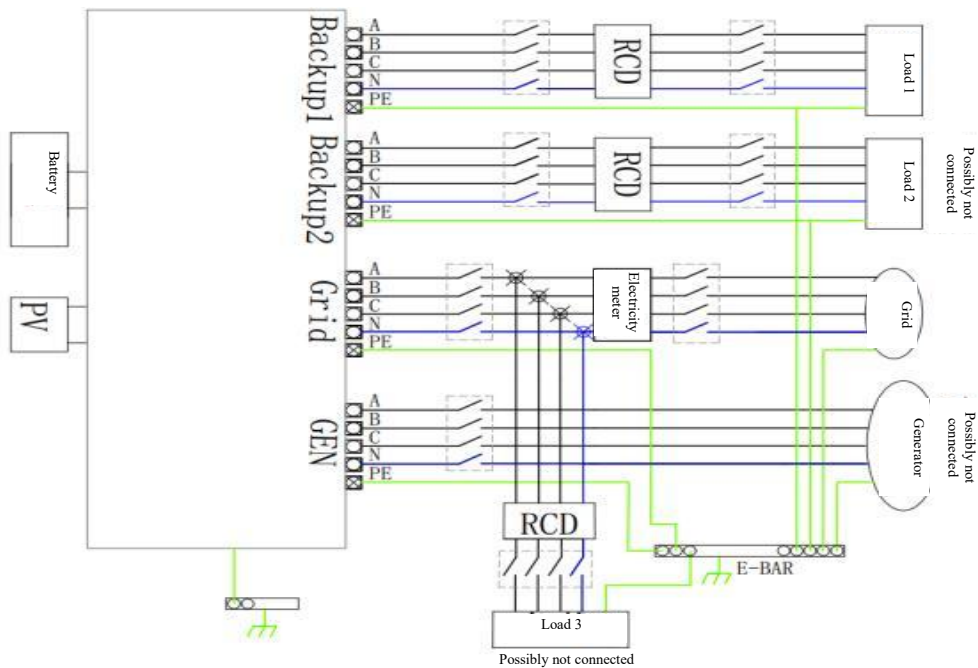 Backup1
A
B
C
N
PE
RCD
Load 1
Backup2
A
B
C
N
PE
RCD
Load 2
Possibly not
connected
Battery
PV
Grid
A
B
C
N
PE
Electricity
meter
Grid
GEN
A
B
C
N
PE
Generator
Possibly not
connected
RCD
E-BAR
Load 3
Possibly not connected